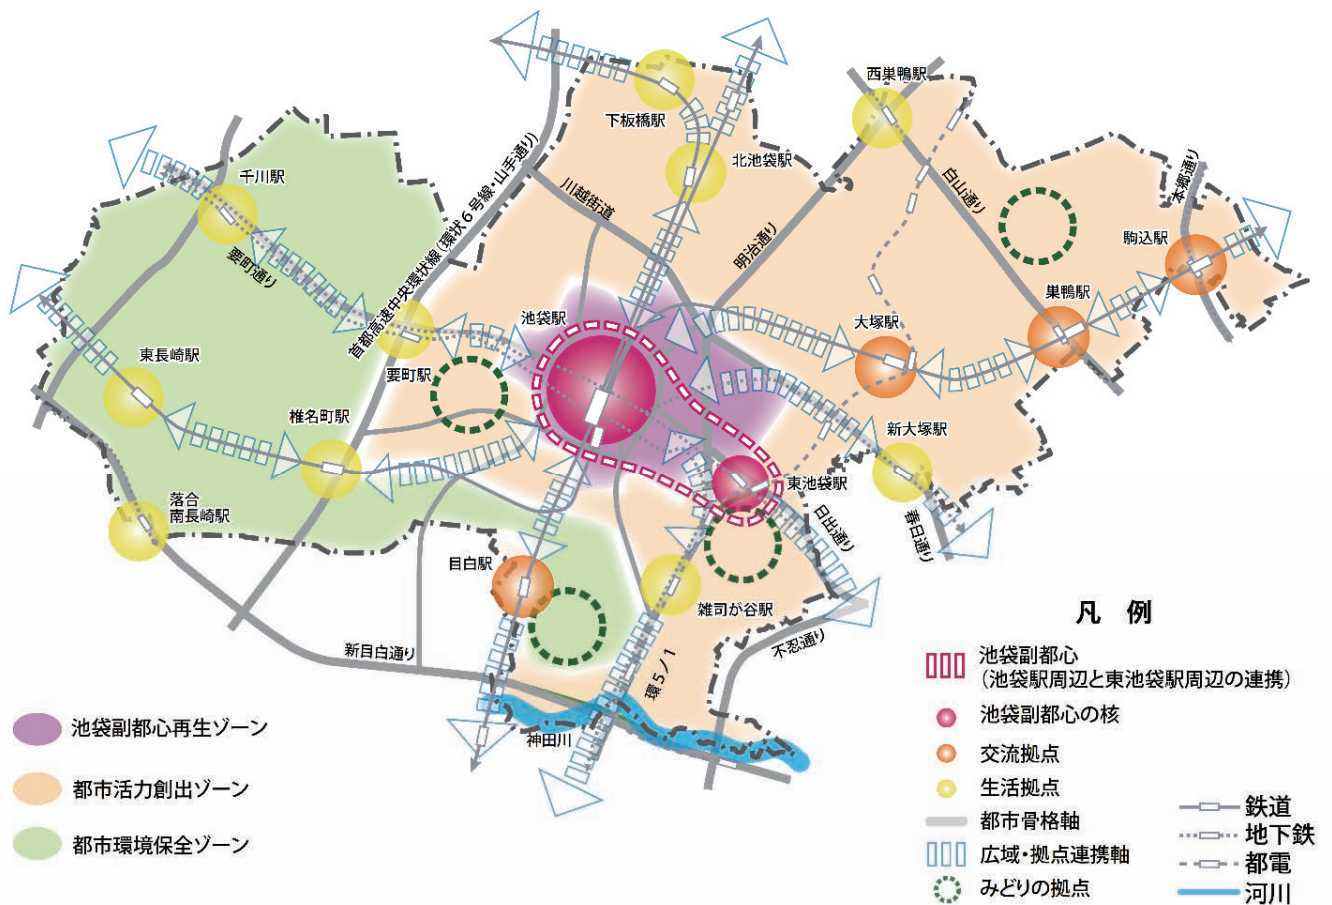 西巣鴨駅
下板橋駅
北池袋駅
千川駅
川越街道
白山通り
本郷通り
明治通り
駒込駅
要町通り
首都高速中央環状線(環状6号線・山手通り)
巣鴨駅
池袋駅
大塚駅
東長崎駅
要町駅
椎名町駅
新大塚駅
東池袋駅
落合
南長崎駅
日出通り
春日通り
目白駅
雑司が谷駅
新目白通り
不忍通り
環5ノ1
神田川
池袋副都心再生ゾーン
都市活力創出ゾーン
都市環境保全ゾーン
凡 例
池袋副都心
(池袋駅周辺と東池袋駅周辺の連携)
池袋副都心の核
交流拠点
生活拠点
都市骨格軸
広域・拠点連携軸
みどりの拠点
鉄道
地下鉄
都電
河川